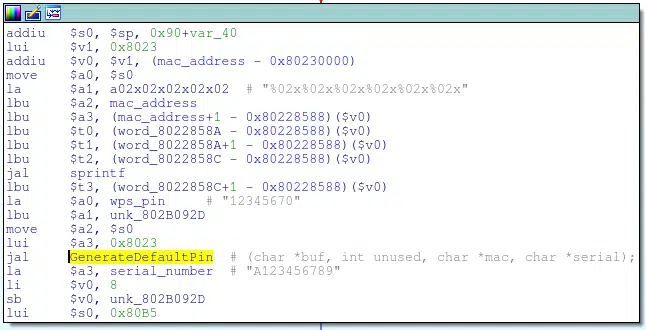 addiu $s0, $sp, 0x90+var_40
lui $v1, 0x8023
addiu $v0, $v1, (mac_address - 0x80230000)
move $a0, $s0
la $a1, a02x02x02x02x02 # "%02x%02x%02x%02x%02x%02x"
lbu $a2, mac_address
lbu $a3, (mac_address+1 - 0x80228588)($v0)
lbu $t0, (word_8022858A - 0x80228588)($v0)
lbu $t1, (word_8022858A+1 - 0x80228588)($v0)
lbu $t2, (word_8022858C - 0x80228588)($v0)
jal sprintf
lbu $t3, (word_8022858C+1 - 0x80228588)($v0)
la $a0, wps_pin # "12345670"
lbu $a1, unk_802B092D
move $a2, $s0
lui $a3, 0x8023
jal GenerateDefaultPin # (char *buf, int unused, char *mac, char *serial);
la $a3, serial_number # "A123456789"
li $v0, 8
sb $v0, unk_802B092D
lui $s0, 0x80B5